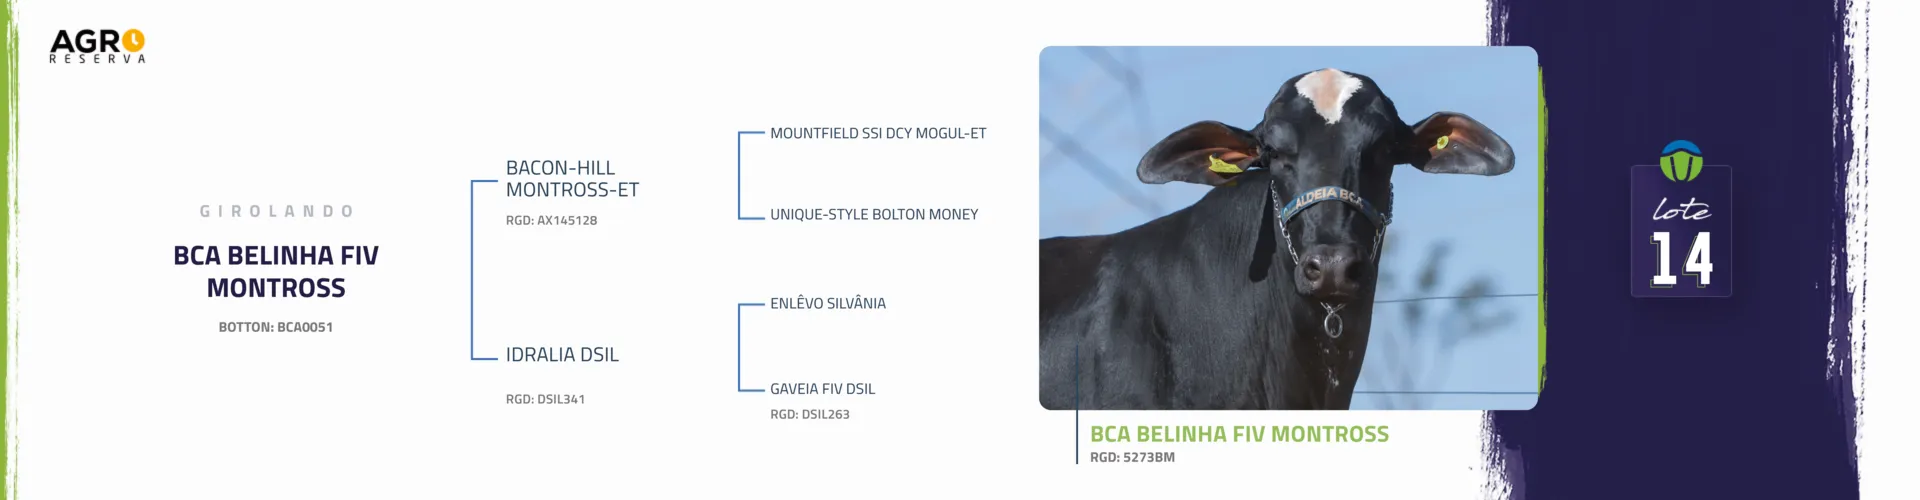 AGRO
RESERVA
GIROLANDO
BCA BELINHA FIV
MONTROSS
BOTTON: BCA0051
BACON-HILL
MONTROSS-ET
RGD: AX145128
IDRALIA DSIL
RGD: DSIL341
MOUNTFIELD SSI DCY MOGUL-ET
UNIQUE-STYLE BOLTON MONEY
ENLÊVO SILVÂNIA
GAVEIA FIV DSIL
RGD: DSIL263
ALDEIA BCA
BCA BELINHA FIV MONTROSS
RGD: 5273BM
lote
14